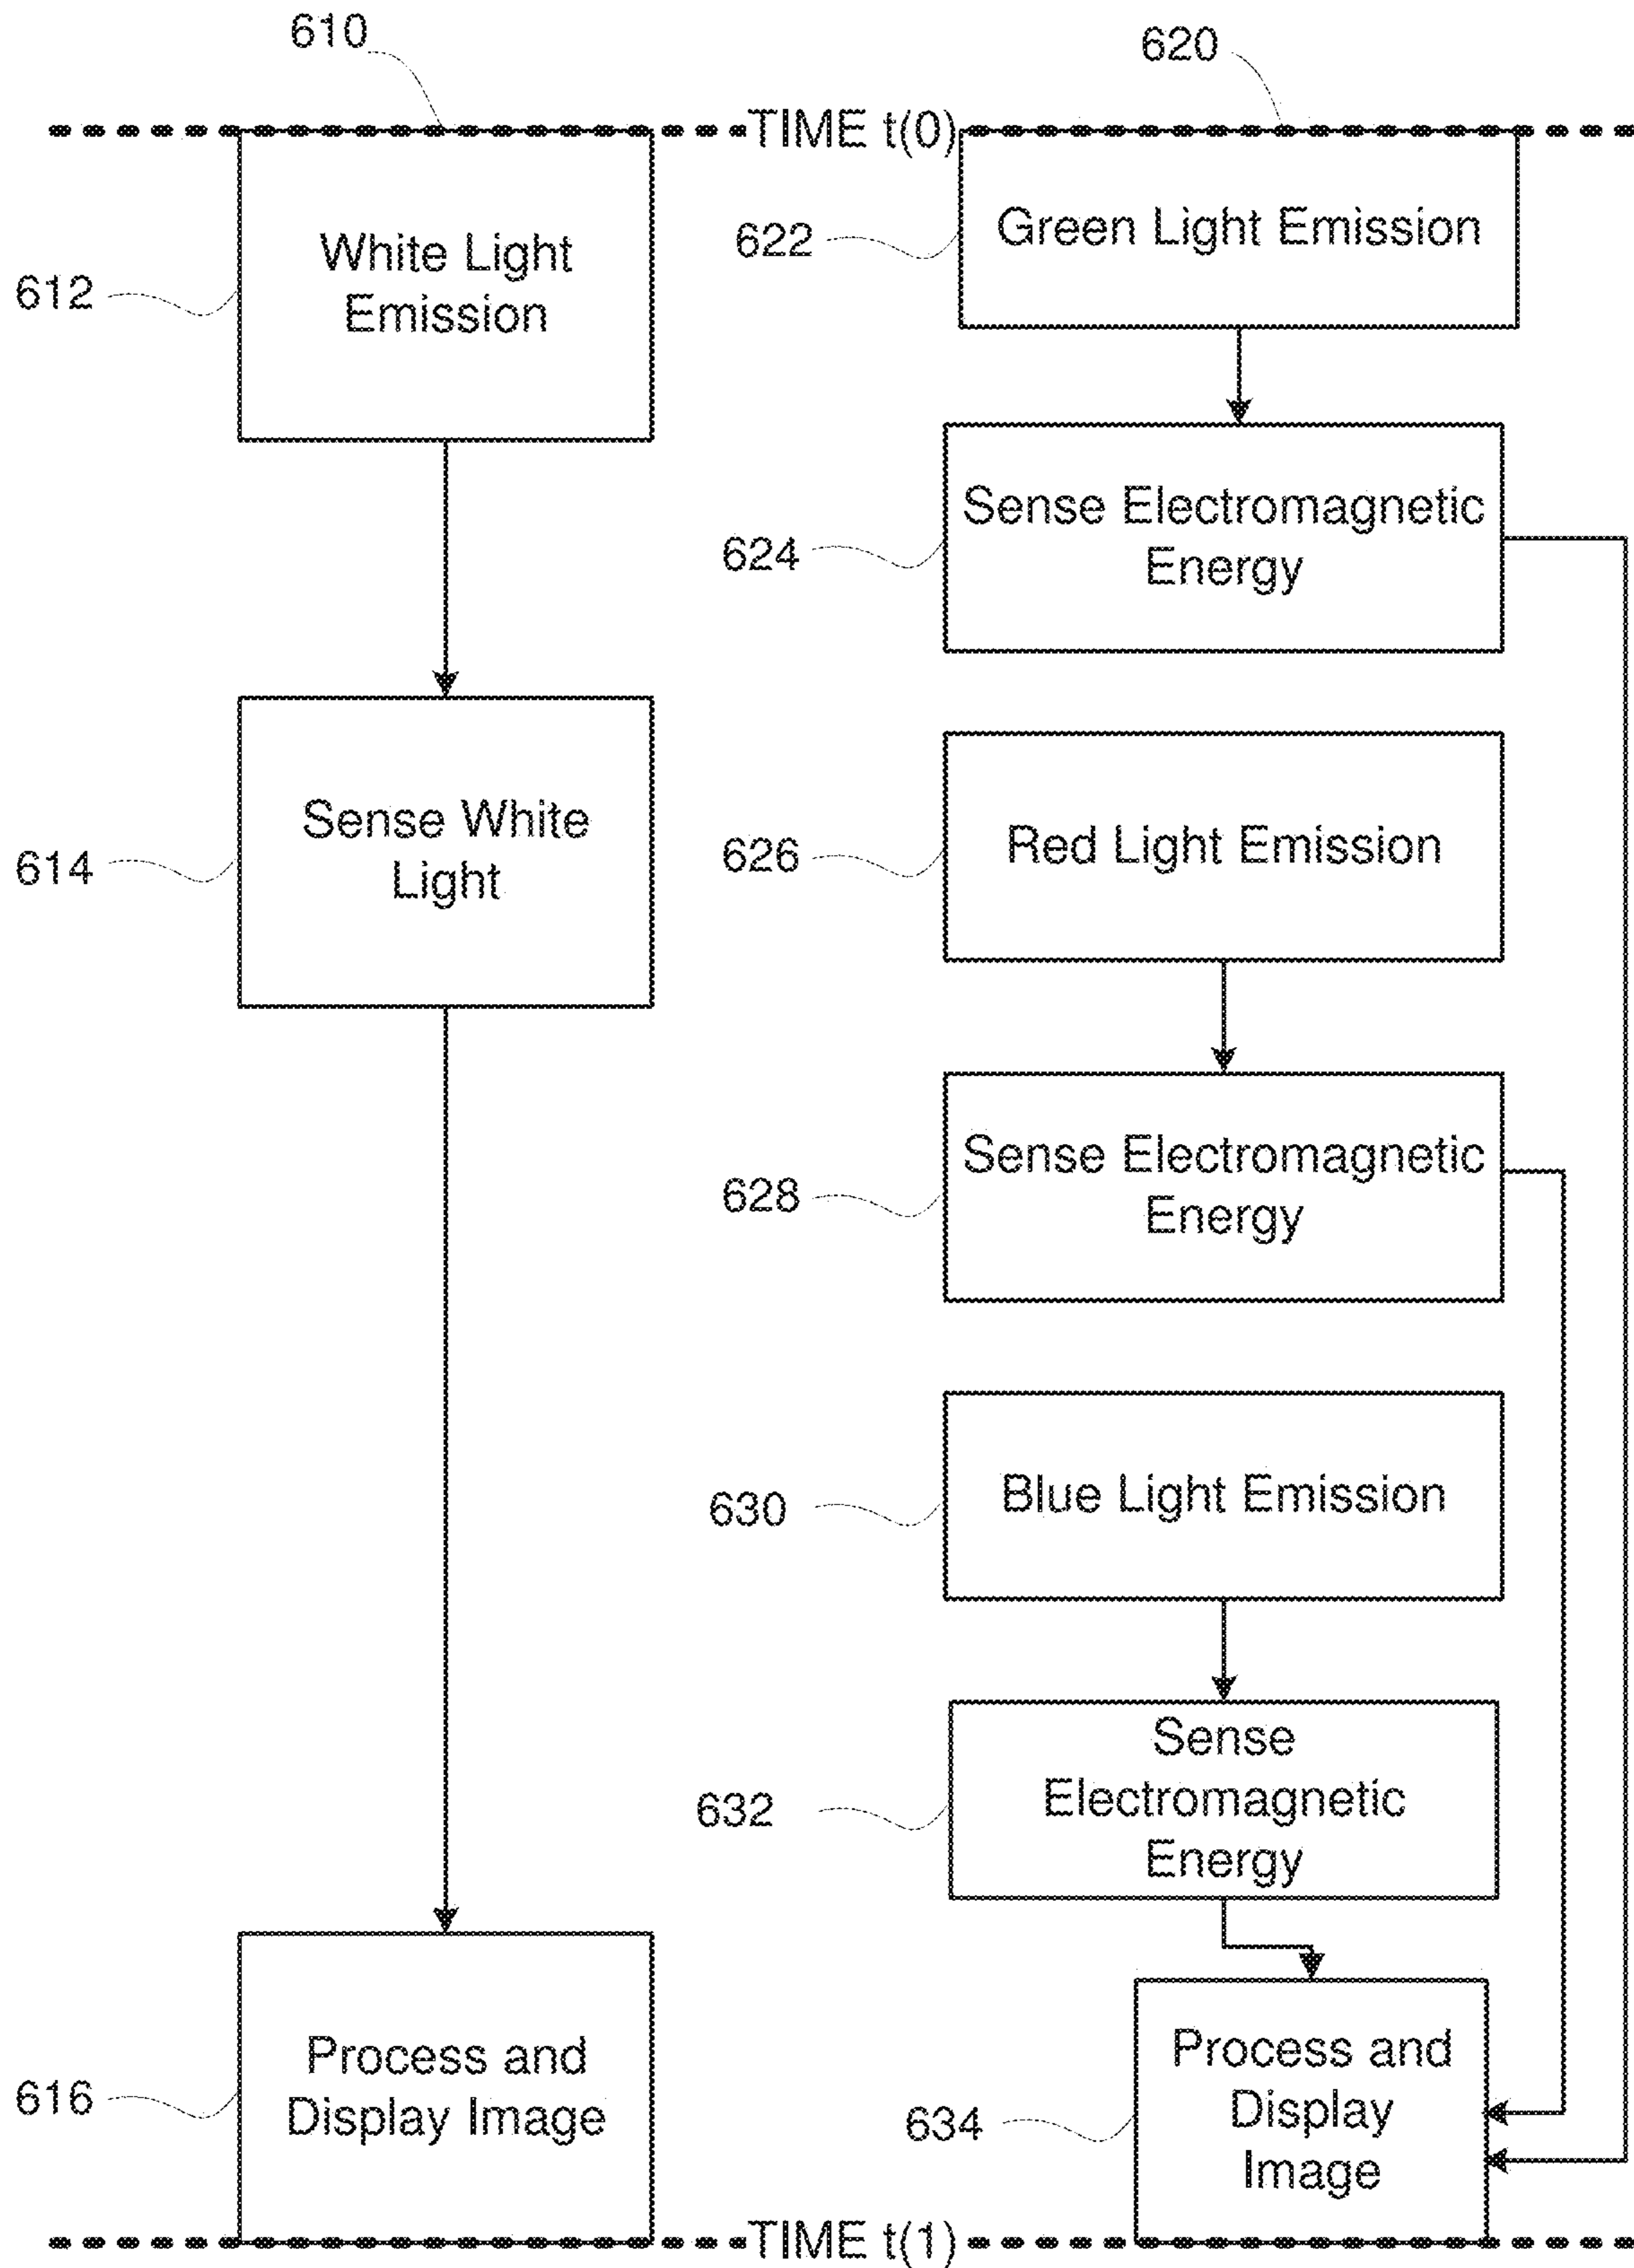 610
620
TIME t(0)
612
White Light
Emission
614
Sense White
Light
616
Process and
Display Image
622
Green Light Emission
624
Sense Electromagnetic
Energy
626
Red Light Emission
628
Sense Electromagnetic
Energy
630
Blue Light Emission
632
Sense
Electromagnetic
Energy
634
Process and
Display
Image
TIME t(1)